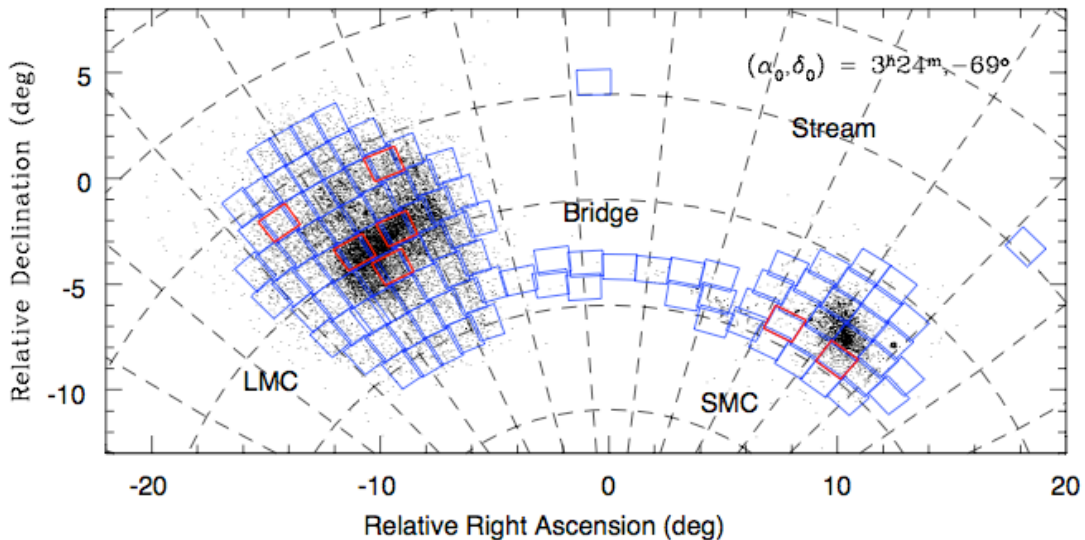 (α₀,δ₀) = 3ʰ24ᵐ,−69°
Stream
Bridge
LMC
SMC
Relative Declination (deg)
5
0
-5
-10
-20
-10
0
10
20
Relative Right Ascension (deg)